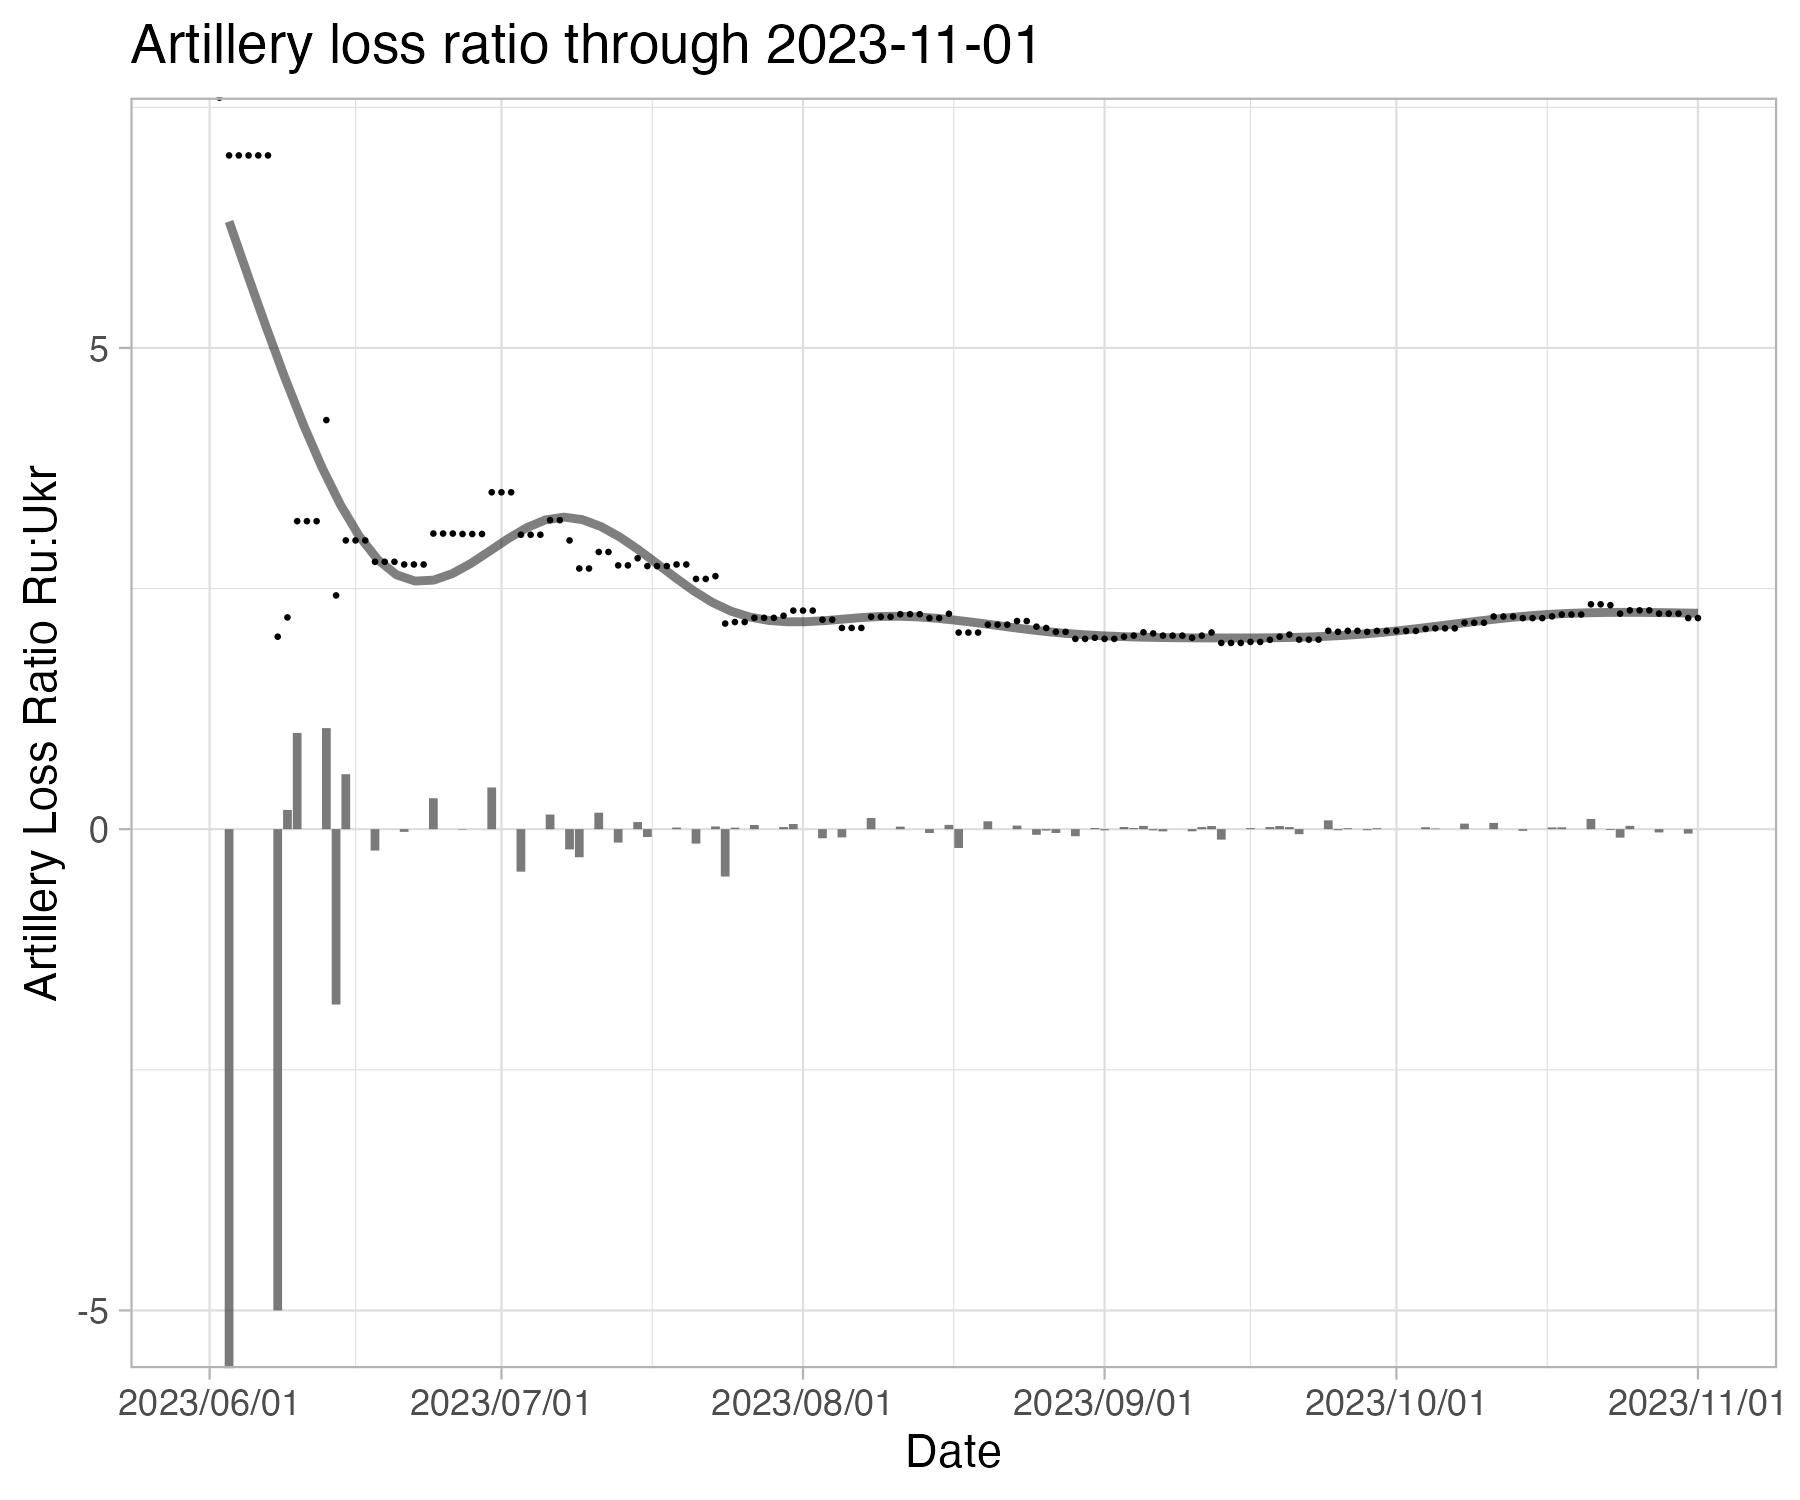 Artillery loss ratio through 2023-11-01
Artillery Loss Ratio Ru:Ukr
5
0
-5
2023/06/01 2023/07/01 2023/08/01 2023/09/01 2023/10/01 2023/11/01
Date